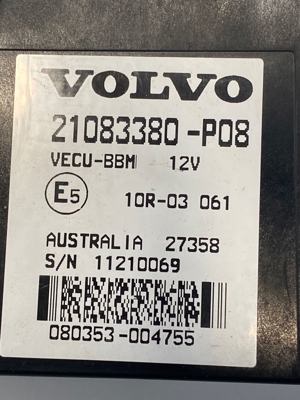 VOLVO
21083380-P08
VECU-BBM 12V
E5 10R-03 061
AUSTRALIA 27358
S/N 11210069
080353-004755